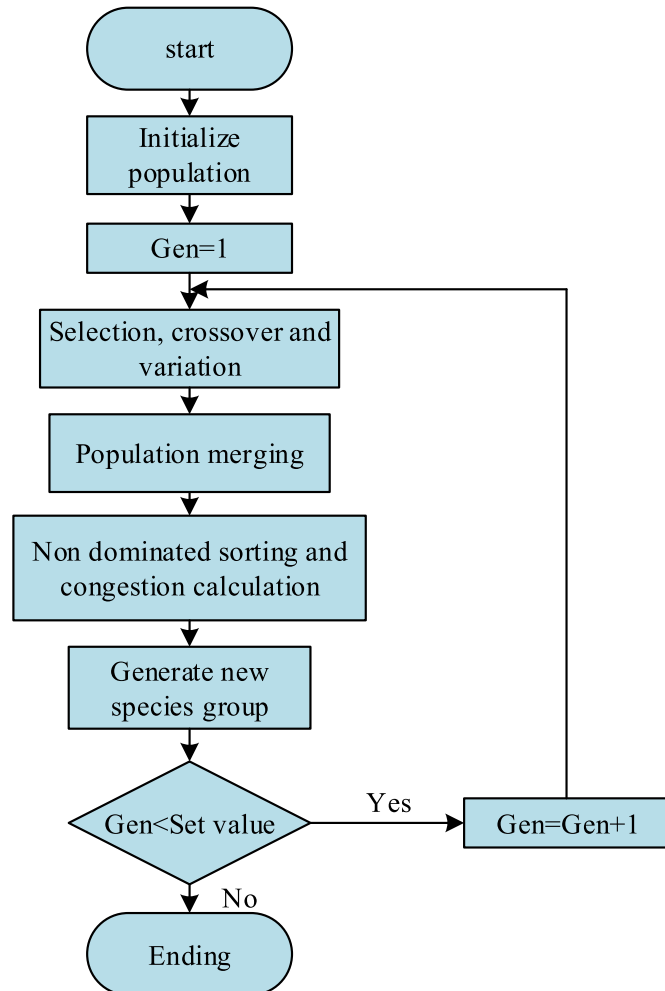 start
Initialize
population
Gen=1
Selection, crossover and
variation
Population merging
Non dominated sorting and
congestion calculation
Generate new
species group
Gen<Set value
Yes
Gen=Gen+1
No
Ending